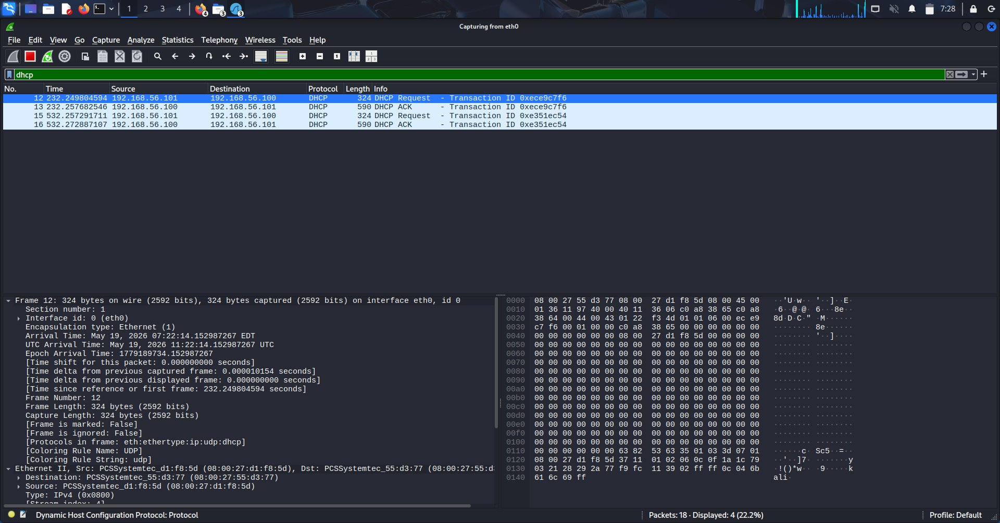 1 2 3 4 4 3 3 7:28
Capturing from eth0
File Edit View Go Capture Analyze Statistics Telephony Wireless Tools Help
dhcp
No. Time Source Destination Protocol Length Info
12 232.249804594 192.168.56.101 192.168.56.100 DHCP 324 DHCP Request - Transaction ID 0xece9c7f6
13 232.257682546 192.168.56.100 192.168.56.101 DHCP 590 DHCP ACK - Transaction ID 0xece9c7f6
15 532.257291711 192.168.56.101 192.168.56.100 DHCP 324 DHCP Request - Transaction ID 0xe351ec54
16 532.272887107 192.168.56.100 192.168.56.101 DHCP 590 DHCP ACK - Transaction ID 0xe351ec54
Frame 12: 324 bytes on wire (2592 bits), 324 bytes captured (2592 bits) on interface eth0, id 0
Section number: 1
Interface id: 0 (eth0)
Encapsulation type: Ethernet (1)
Arrival Time: May 19, 2026 07:22:14.152987267 EDT
UTC Arrival Time: May 19, 2026 11:22:14.152987267 UTC
Epoch Arrival Time: 1779189734.152987267
[Time shift for this packet: 0.000000000 seconds]
[Time delta from previous captured frame: 0.000010154 seconds]
[Time delta from previous displayed frame: 0.000000000 seconds]
[Time since reference or first frame: 232.249804594 seconds]
Frame Number: 12
Frame Length: 324 bytes (2592 bits)
Capture Length: 324 bytes (2592 bits)
[Frame is marked: False]
[Frame is ignored: False]
[Protocols in frame: eth:ethertype:ip:udp:dhcp]
[Coloring Rule Name: UDP]
[Coloring Rule String: udp]
Ethernet II, Src: PCSSystemtec_d1:f8:5d (08:00:27:d1:f8:5d), Dst: PCSSystemtec_55:d3:77 (08:00:27:55:d
Destination: PCSSystemtec_55:d3:77 (08:00:27:55:d3:77)
Source: PCSSystemtec_d1:f8:5d (08:00:27:d1:f8:5d)
Type: IPv4 (0x0800)
[Stream index: 4]
0000 08 00 27 55 d3 77 08 00 27 d1 f8 5d 08 00 45 00 ··'U·w·· '··]··E·
0010 01 36 11 97 40 00 40 11 36 06 c0 a8 38 65 c0 a8 ·6··@·@· 6···8e··
0020 38 64 00 44 00 43 01 22 f3 4d 01 01 06 00 ec e9 8d·D·C·" ·M······
0030 c7 f6 00 01 00 00 c0 a8 38 65 00 00 00 00 00 00 ········ 8e······
0040 00 00 00 00 00 00 08 00 27 d1 f8 5d 00 00 00 00 ········ '··]····
0050 00 00 00 00 00 00 00 00 00 00 00 00 00 00 00 00 ········ ········
0060 00 00 00 00 00 00 00 00 00 00 00 00 00 00 00 00 ········ ········
0070 00 00 00 00 00 00 00 00 00 00 00 00 00 00 00 00 ········ ········
0080 00 00 00 00 00 00 00 00 00 00 00 00 00 00 00 00 ········ ········
0090 00 00 00 00 00 00 00 00 00 00 00 00 00 00 00 00 ········ ········
00a0 00 00 00 00 00 00 00 00 00 00 00 00 00 00 00 00 ········ ········
00b0 00 00 00 00 00 00 00 00 00 00 00 00 00 00 00 00 ········ ········
00c0 00 00 00 00 00 00 00 00 00 00 00 00 00 00 00 00 ········ ········
00d0 00 00 00 00 00 00 00 00 00 00 00 00 00 00 00 00 ········ ········
00e0 00 00 00 00 00 00 00 00 00 00 00 00 00 00 00 00 ········ ········
00f0 00 00 00 00 00 00 00 00 00 00 00 00 00 00 00 00 ········ ········
0100 00 00 00 00 00 00 00 00 00 00 00 00 00 00 00 00 ········ ········
0110 00 00 00 00 00 00 63 82 53 63 35 01 03 3d 07 01 ······c· Sc5··=··
0120 08 00 27 d1 f8 5d 37 11 01 02 06 0c 0f 1a 1c 79 ··'··]7· ·······y
0130 03 21 28 29 2a 77 f9 fc 11 39 02 ff ff 0c 04 6b ·!()*w·· ·9·····k
0140 61 6c 69 ff ali·
Dynamic Host Configuration Protocol: Protocol
Packets: 18 · Displayed: 4 (22.2%)
Profile: Default